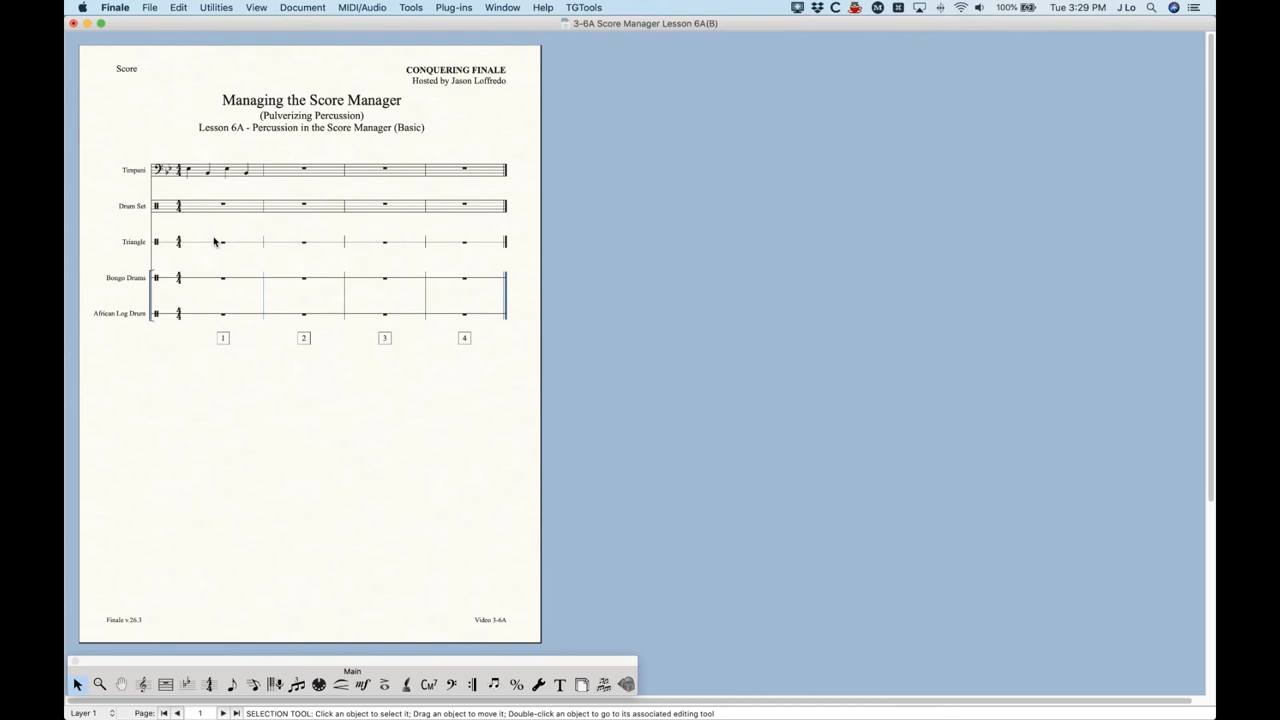 Finale File Edit Utilities View Document MIDI/Audio Tools Plug-ins Window Help TGTools 100% Tue 3:29 PM J Lo
3-6A Score Manager Lesson 6A(B)
Score
CONQUERING FINALE
Hosted by Jason Loffredo
Managing the Score Manager
(Pulverizing Percussion)
Lesson 6A - Percussion in the Score Manager (Basic)
Timpani
Drum Set
Triangle
Bongo Drums
African Log Drum
1 2 3 4
Finale v.26.3
Video 3-6A
Main
CM7
Layer 1 Page: 1 SELECTION TOOL: Click an object to select it; Drag an object to move it; Double-click an object to go to its associated editing tool